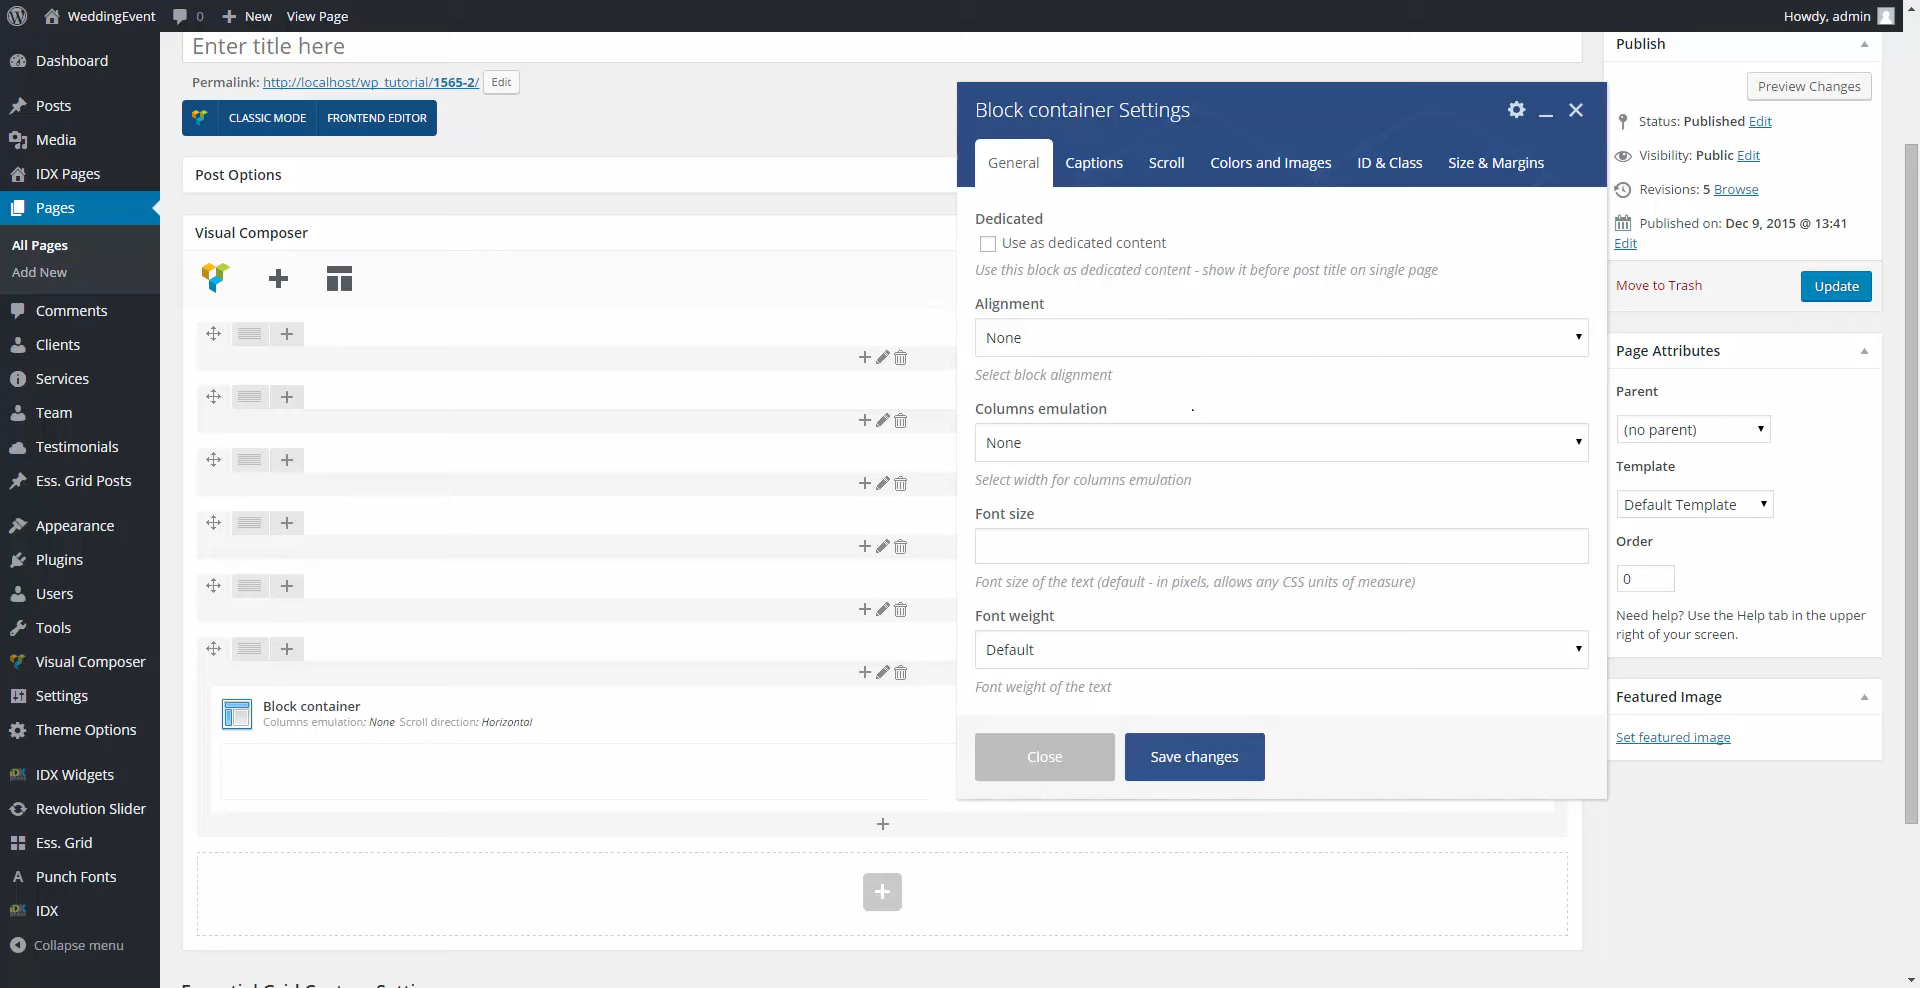 WeddingEvent
0
New
View Page
Howdy, admin
Dashboard
Posts
Media
IDX Pages
Pages
All Pages
Add New
Comments
Clients
Services
Team
Testimonials
Ess. Grid Posts
Appearance
Plugins
Users
Tools
Visual Composer
Settings
Theme Options
IDX Widgets
Revolution Slider
Ess. Grid
Punch Fonts
IDX
Collapse menu
Enter title here
Permalink: http://localhost/wp_tutorial/1565-2/ Edit
CLASSIC MODE
FRONTEND EDITOR
Post Options
Visual Composer
Block container
Columns emulation: None Scroll direction: Horizontal
Block container Settings
General
Captions
Scroll
Colors and Images
ID & Class
Size & Margins
Dedicated
Use as dedicated content
Use this block as dedicated content - show it before post title on single page
Alignment
None
Select block alignment
Columns emulation
None
Select width for columns emulation
Font size
Font size of the text (default - in pixels, allows any CSS units of measure)
Font weight
Default
Font weight of the text
Close
Save changes
Publish
Preview Changes
Status: Published Edit
Visibility: Public Edit
Revisions: 5 Browse
Published on: Dec 9, 2015 @ 13:41
Edit
Move to Trash
Update
Page Attributes
Parent
(no parent)
Template
Default Template
Order
0
Need help? Use the Help tab in the upper
right of your screen.
Featured Image
Set featured image